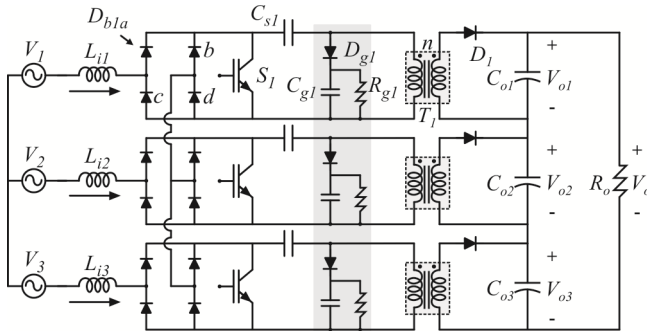 D_b1a
C_s1
V_1
L_i1
b
c
d
S_1
D_g1
C_g1
R_g1
n
T_1
D_1
C_o1
+
V_o1
-
V_2
L_i2
C_o2
+
V_o2
-
R_o
+
V_o
-
V_3
L_i3
C_o3
+
V_o3
-